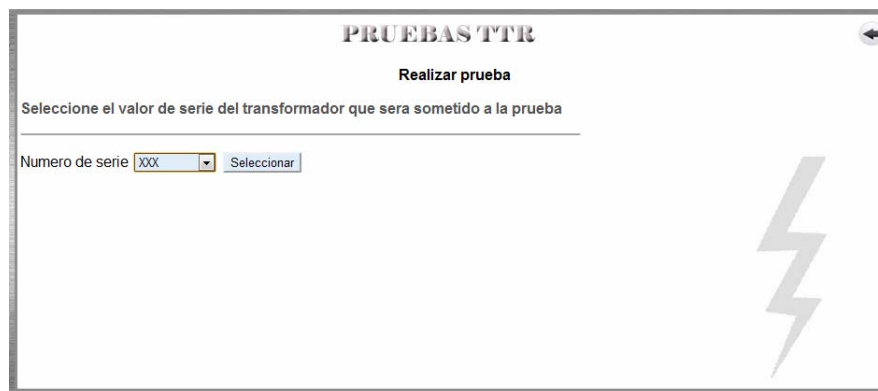 PRUEBAS TTR
Realizar prueba
Seleccione el valor de serie del transformador que sera sometido a la prueba
Numero de serie XXX Seleccionar